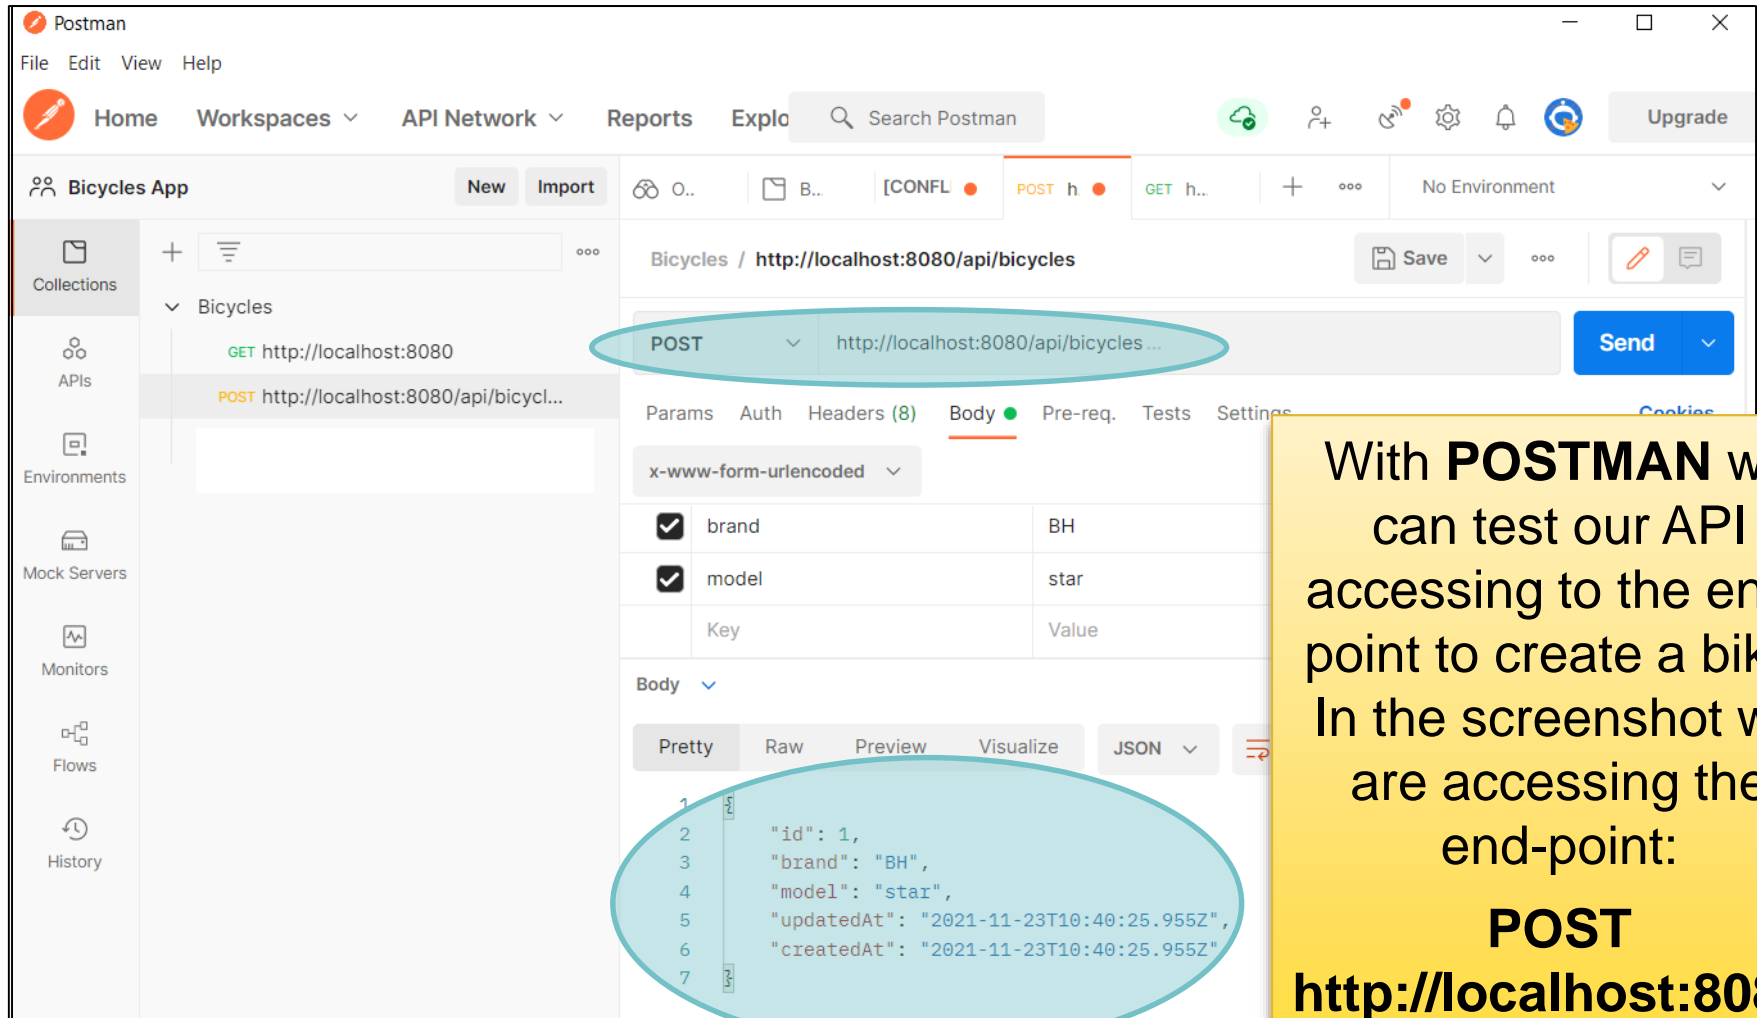 Postman
File Edit View Help
Home Workspaces API Network Reports Explo Search Postman Upgrade
Bicycles App New Import O.. B.. [CONFL POST h. GET h.. No Environment
Collections
Bicycles / http://localhost:8080/api/bicycles Save
Bicycles
GET http://localhost:8080
POST http://localhost:8080/api/bicycl...
APIs
Environments
Mock Servers
Monitors
Flows
History
POST http://localhost:8080/api/bicycles ... Send
Params Auth Headers (8) Body Pre-req. Tests Settings Cookies
x-www-form-urlencoded
brand BH
model star
Key Value
Body
Pretty Raw Preview Visualize JSON
1 {
2 "id": 1,
3 "brand": "BH",
4 "model": "star",
5 "updatedAt": "2021-11-23T10:40:25.955Z",
6 "createdAt": "2021-11-23T10:40:25.955Z"
7 }
With POSTMAN
can test our API
accessing to the
point to create a
In the screenshot
are accessing the
end-point:
POST
http://localhost:808